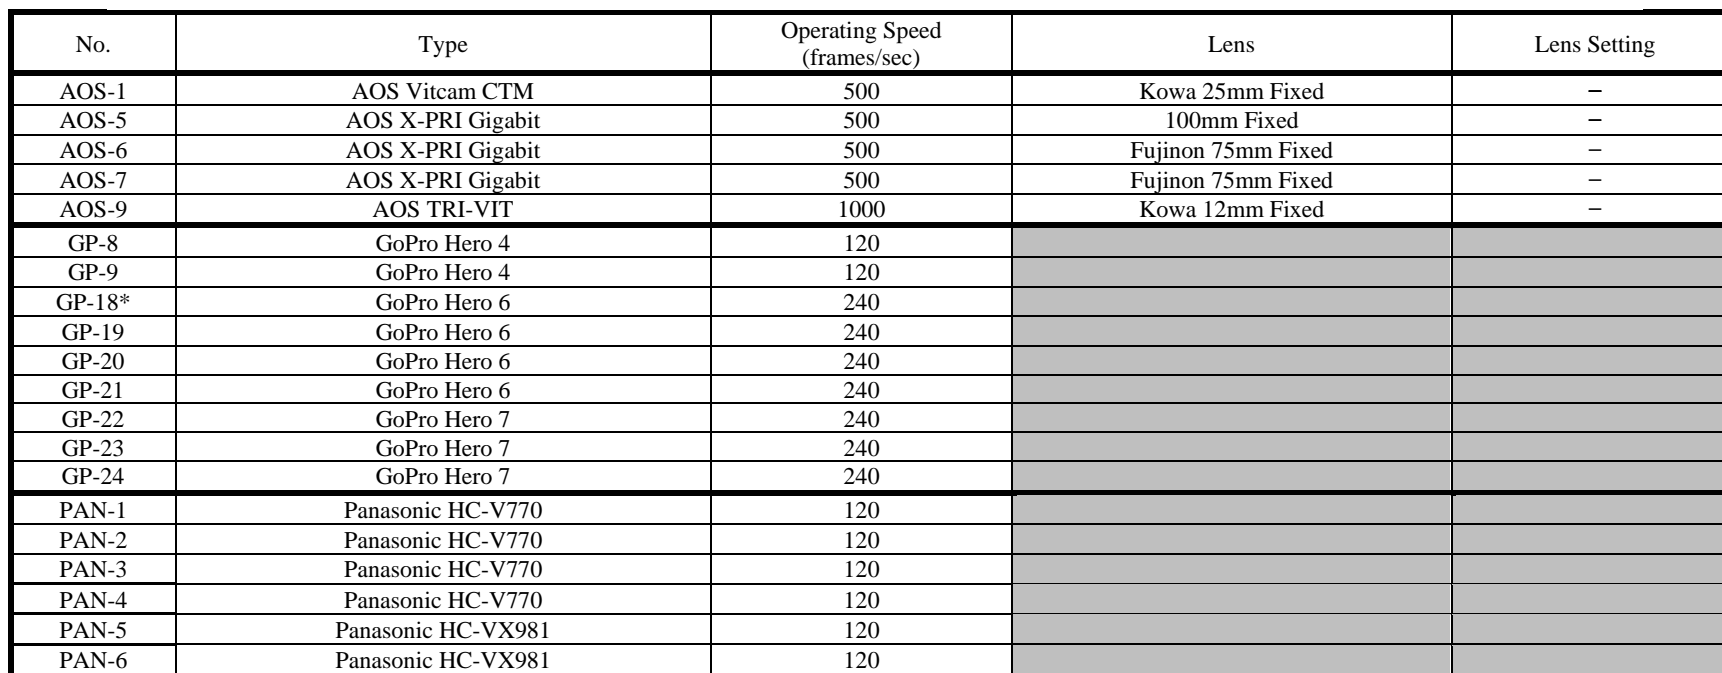 No. Type Operating Speed (frames/sec) Lens Lens Setting
AOS-1 AOS Vitcam CTM 500 Kowa 25mm Fixed –
AOS-5 AOS X-PRI Gigabit 500 100mm Fixed –
AOS-6 AOS X-PRI Gigabit 500 Fujinon 75mm Fixed –
AOS-7 AOS X-PRI Gigabit 500 Fujinon 75mm Fixed –
AOS-9 AOS TRI-VIT 1000 Kowa 12mm Fixed –
GP-8 GoPro Hero 4 120
GP-9 GoPro Hero 4 120
GP-18* GoPro Hero 6 240
GP-19 GoPro Hero 6 240
GP-20 GoPro Hero 6 240
GP-21 GoPro Hero 6 240
GP-22 GoPro Hero 7 240
GP-23 GoPro Hero 7 240
GP-24 GoPro Hero 7 240
PAN-1 Panasonic HC-V770 120
PAN-2 Panasonic HC-V770 120
PAN-3 Panasonic HC-V770 120
PAN-4 Panasonic HC-V770 120
PAN-5 Panasonic HC-VX981 120
PAN-6 Panasonic HC-VX981 120